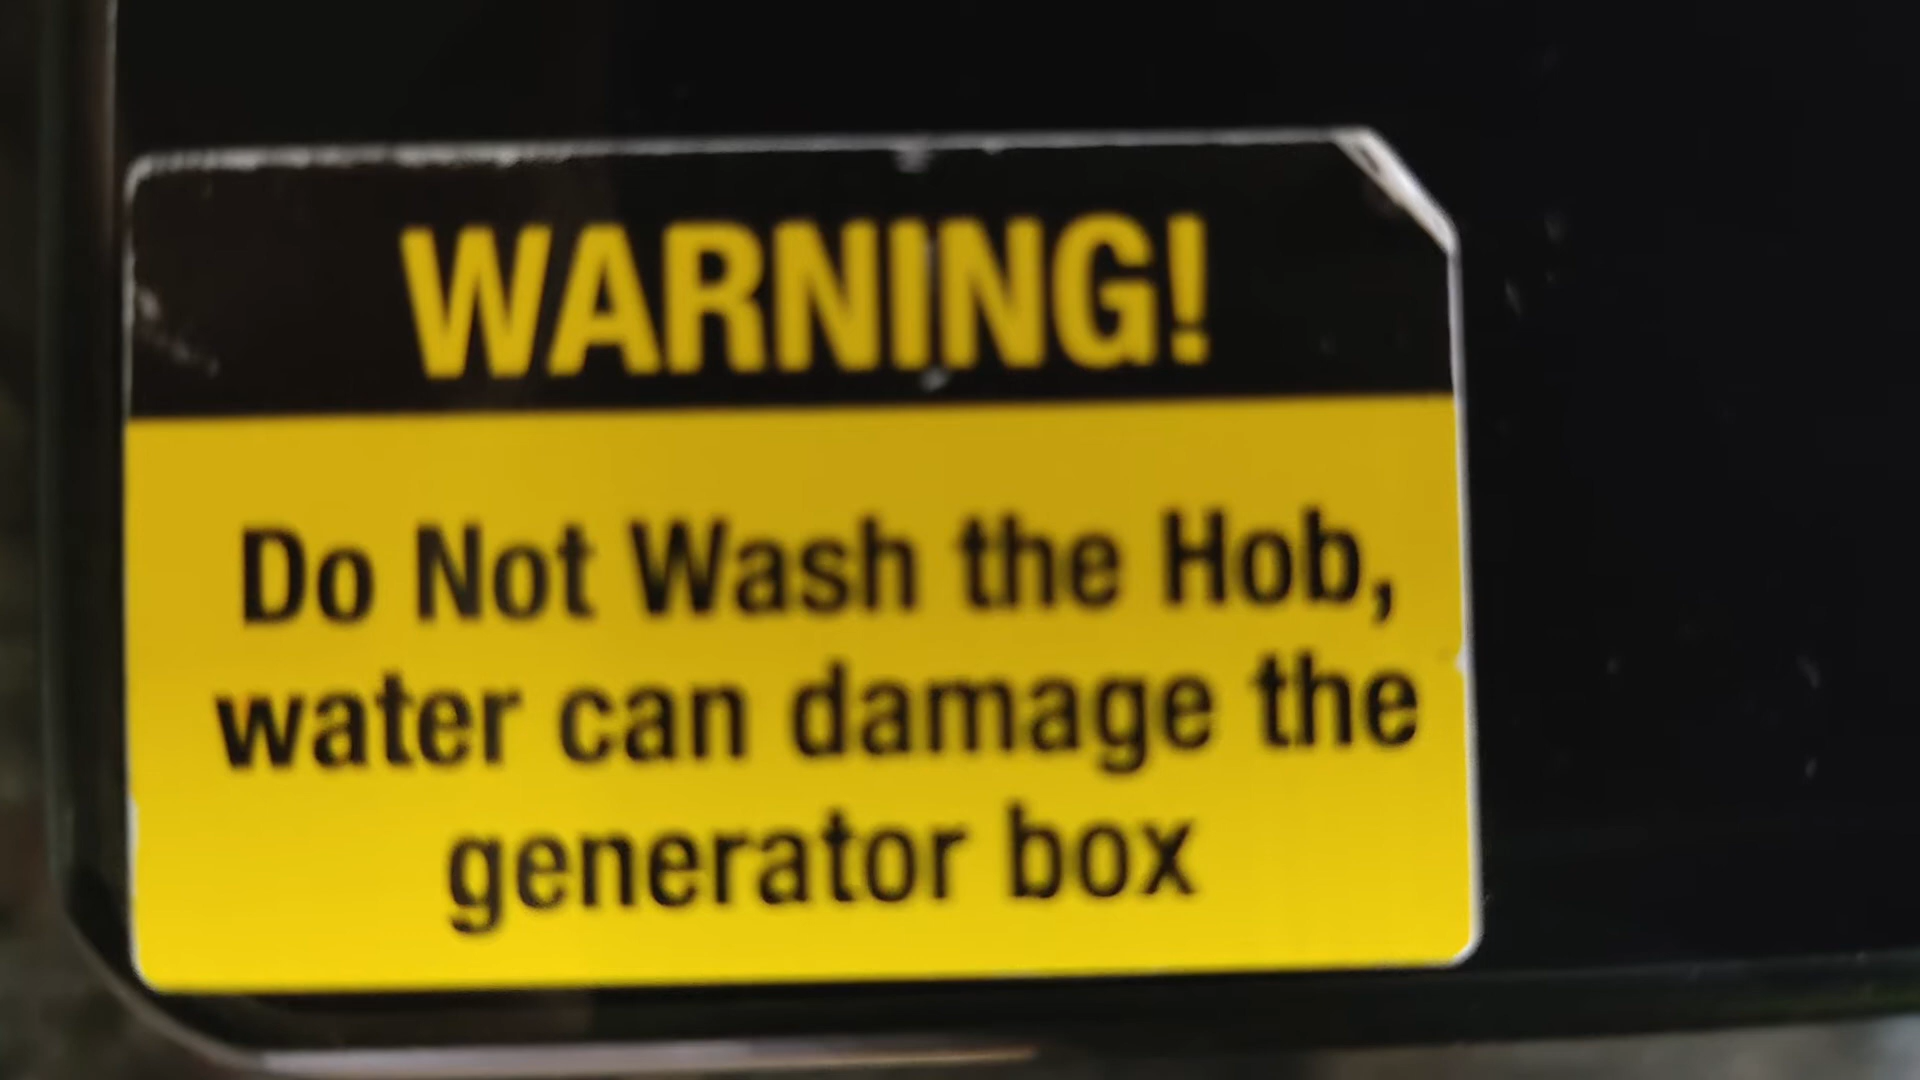 WARNING!
Do Not Wash the Hob,
water can damage the
generator box